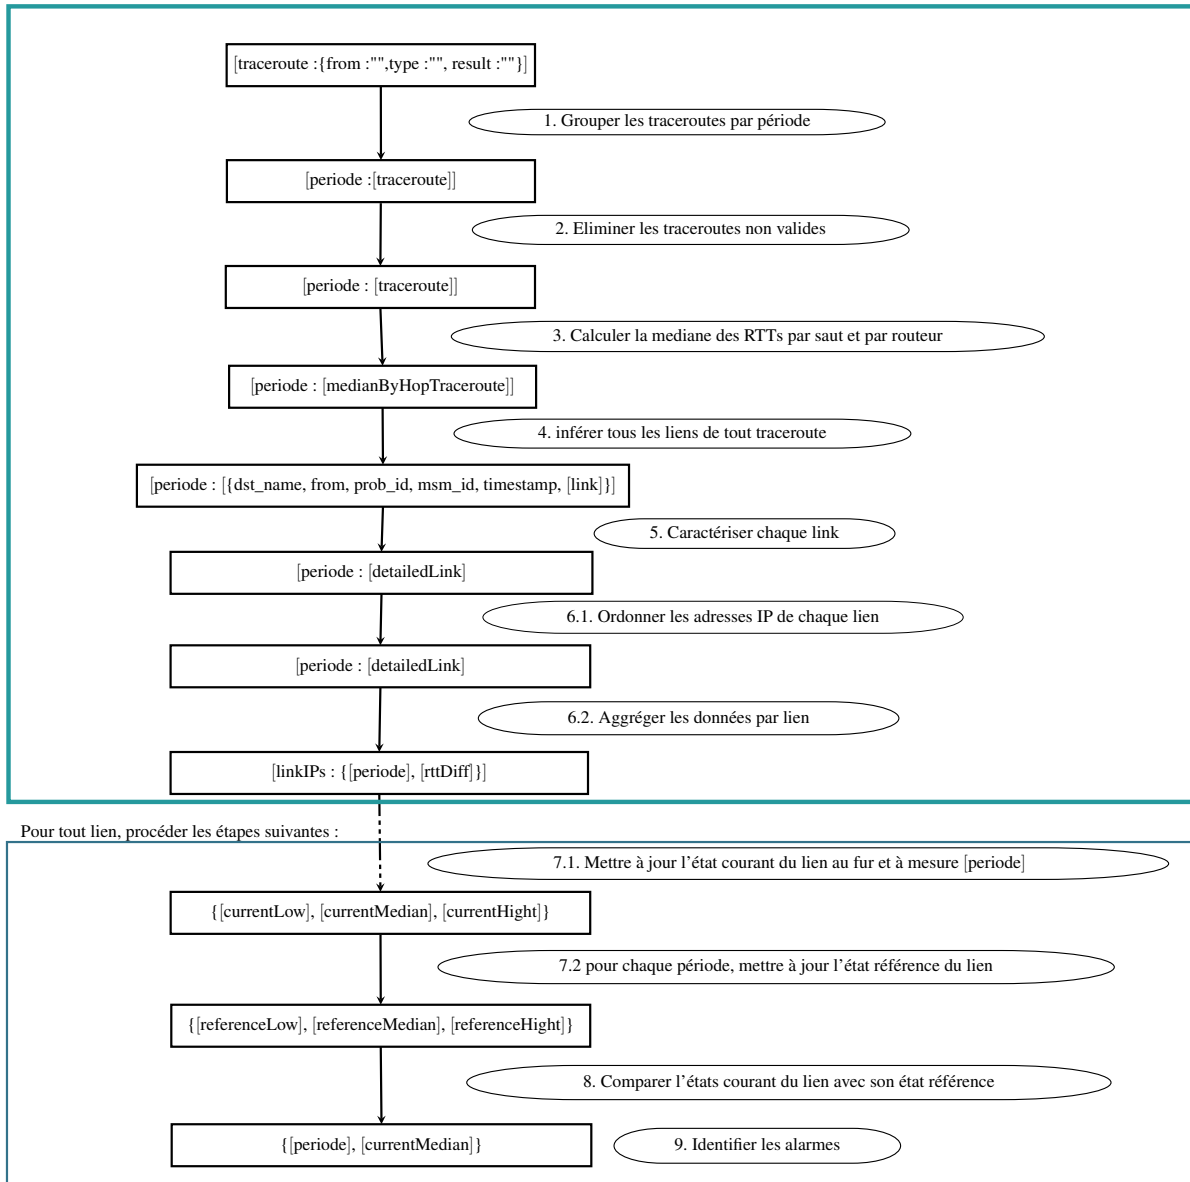 [traceroute :{from :"",type :"", result :""}]
1. Grouper les traceroutes par période
[periode :[traceroute]]
2. Eliminer les traceroutes non valides
[periode : [traceroute]]
3. Calculer la mediane des RTTs par saut et par routeur
[periode : [medianByHopTraceroute]]
4. inférer tous les liens de tout traceroute
[periode : [{dst_name, from, prob_id, msm_id, timestamp, [link]}]
5. Caractériser chaque link
[periode : [detailedLink]
6.1. Ordonner les adresses IP de chaque lien
[periode : [detailedLink]
6.2. Aggréger les données par lien
[linkIPs : {[periode], [rttDiff]}]
Pour tout lien, procéder les étapes suivantes :
7.1. Mettre à jour l'état courant du lien au fur et à mesure [periode]
{[currentLow], [currentMedian], [currentHight]}
7.2 pour chaque période, mettre à jour l'état référence du lien
{[referenceLow], [referenceMedian], [referenceHight]}
8. Comparer l'états courant du lien avec son état référence
{[periode], [currentMedian]}
9. Identifier les alarmes